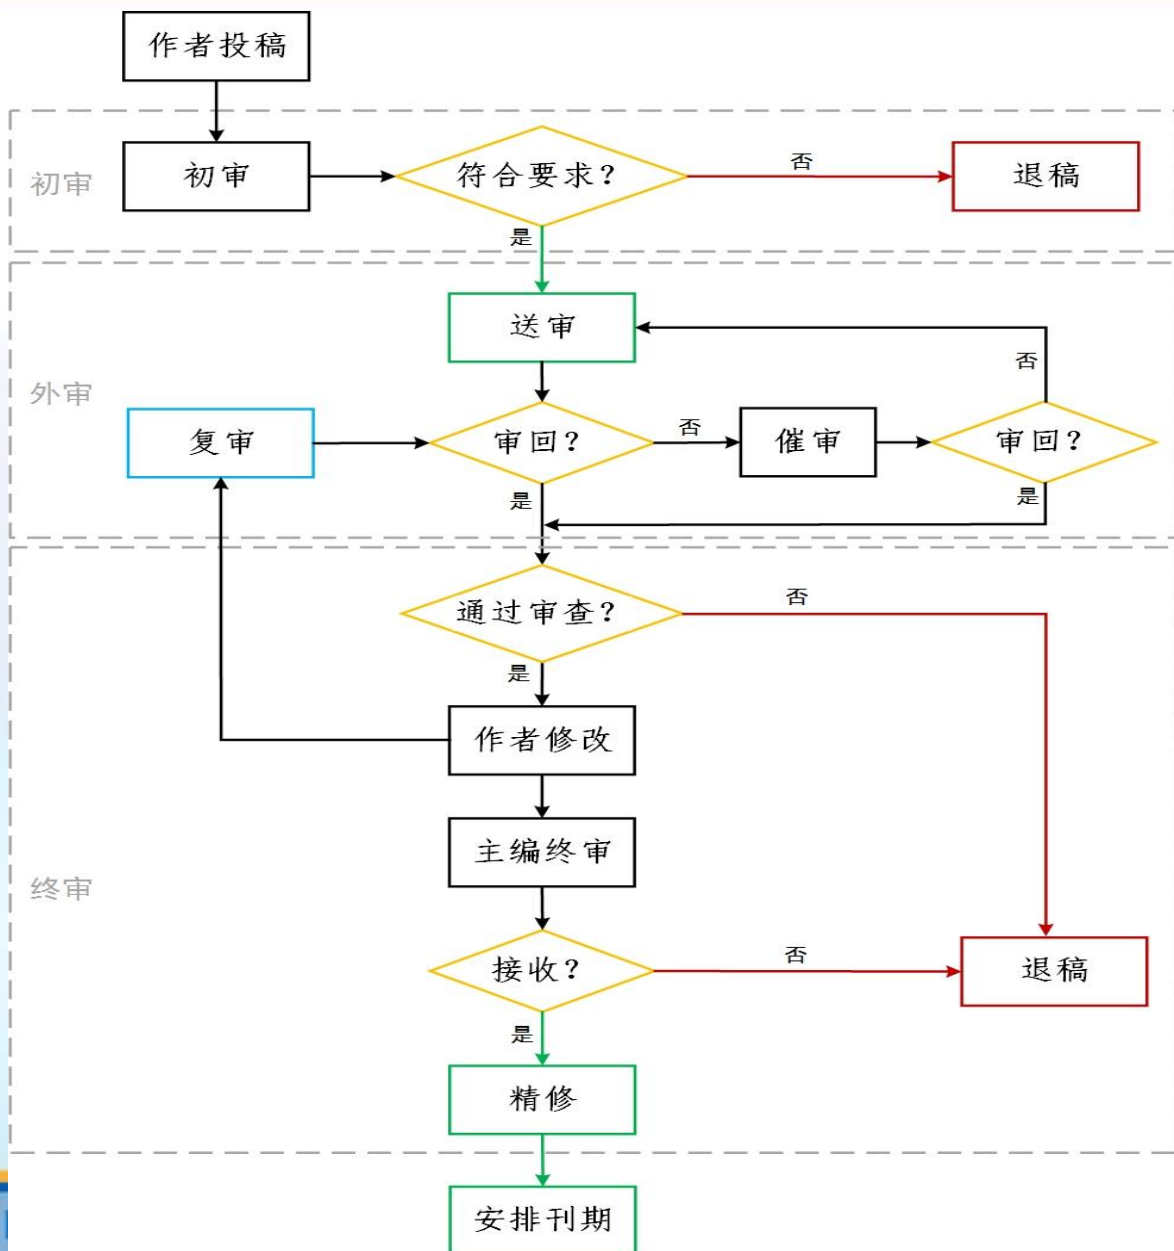 作者投稿
初审
初审
符合要求?
否
退稿
是
送审
外审
否
复审
审回?
否
催审
审回?
是
是
通过审查?
否
是
作者修改
主编终审
终审
接收?
否
退稿
是
精修
安排刊期